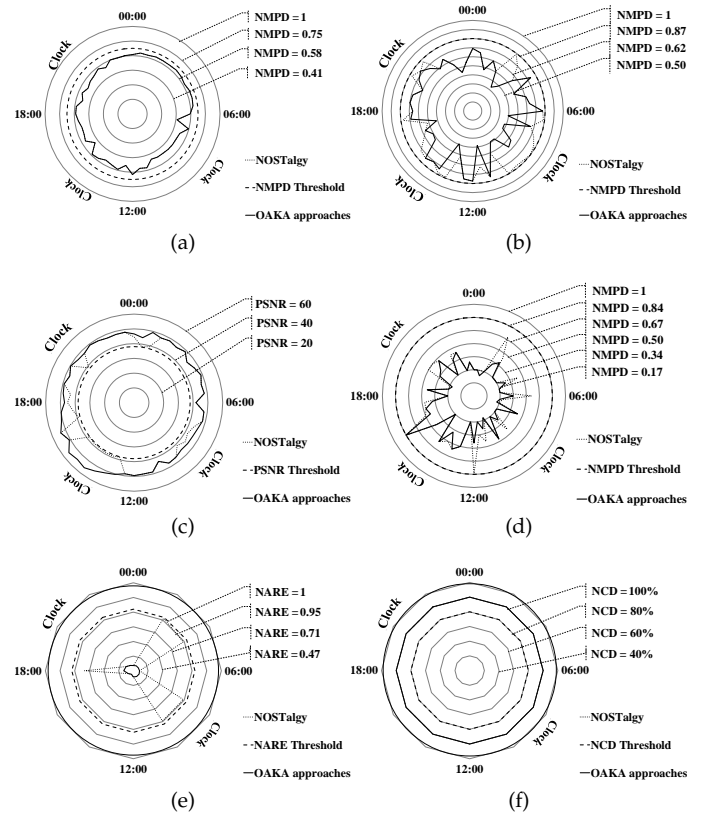 00:00
NMPD = 1
NMPD = 0.75
NMPD = 0.58
NMPD = 0.41
Clock
18:00
06:00
Clock
Clock
12:00
NOSTalgy
NMPD Threshold
OAKA approaches
(a)
00:00
NMPD = 1
NMPD = 0.87
NMPD = 0.62
NMPD = 0.50
Clock
18:00
06:00
Clock
Clock
12:00
NOSTalgy
NMPD Threshold
OAKA approaches
(b)
00:00
PSNR = 60
PSNR = 40
PSNR = 20
Clock
18:00
06:00
Clock
Clock
12:00
NOSTalgy
PSNR Threshold
OAKA approaches
(c)
0:00
NMPD = 1
NMPD = 0.84
NMPD = 0.67
NMPD = 0.50
NMPD = 0.34
NMPD = 0.17
Clock
18:00
06:00
Clock
Clock
12:00
NOSTalgy
NMPD Threshold
OAKA approaches
(d)
00:00
NARE = 1
NARE = 0.95
NARE = 0.71
NARE = 0.47
Clock
18:00
06:00
Clock
12:00
NOSTalgy
NARE Threshold
OAKA approaches
(e)
00:00
NCD = 100%
NCD = 80%
NCD = 60%
NCD = 40%
Clock
18:00
06:00
Clock
12:00
NOSTalgy
NCD Threshold
OAKA approaches
(f)